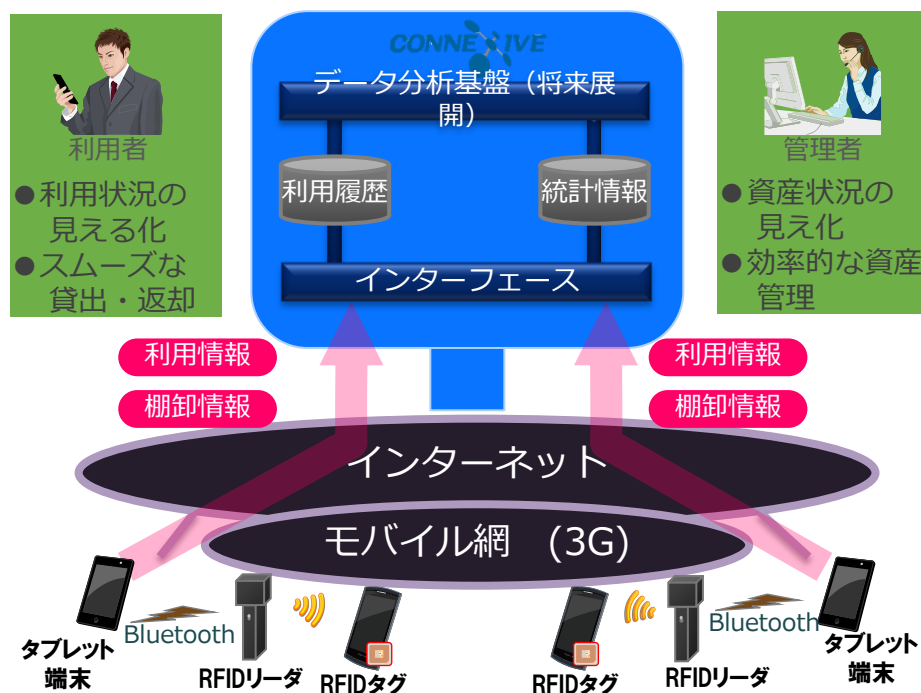 CONNEXIVE
データ分析基盤（将来展
開）
利用者
●利用状況の
見える化
●スムーズな
貸出・返却
利用履歴
統計情報
インターフェース
管理者
●資産状況の
見え化
●効率的な資産
管理
利用情報
棚卸情報
利用情報
棚卸情報
インターネット
モバイル網　(3G)
タブレット
端末
Bluetooth
RFIDリーダ
RFIDタグ
RFIDタグ
RFIDリーダ
Bluetooth
タブレット
端末